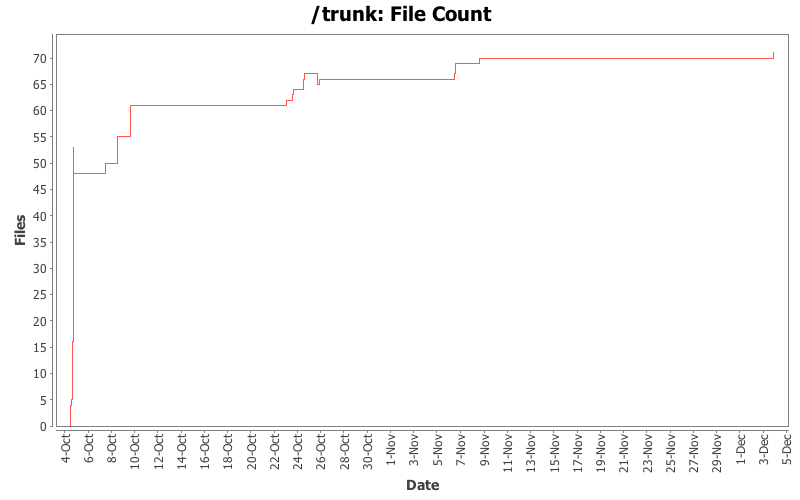 /trunk: File Count
Files
70
65
60
55
50
45
40
35
30
25
20
15
10
5
0
4-Oct
6-Oct
8-Oct
10-Oct
12-Oct
14-Oct
16-Oct
18-Oct
20-Oct
22-Oct
24-Oct
26-Oct
28-Oct
30-Oct
1-Nov
3-Nov
5-Nov
7-Nov
9-Nov
11-Nov
13-Nov
15-Nov
17-Nov
19-Nov
21-Nov
23-Nov
25-Nov
27-Nov
29-Nov
1-Dec
3-Dec
5-Dec
Date